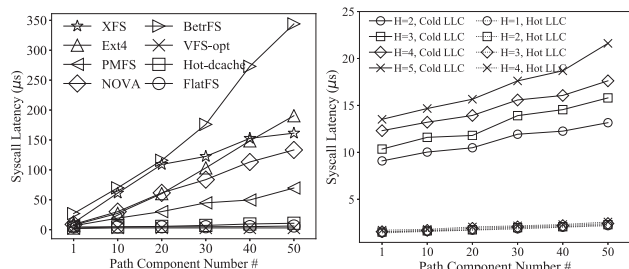 XFS BetrFS
Ext4 VFS-opt
PMFS Hot-dcache
NOVA FlatFS
350
300
250
200
150
100
50
0
Syscall Latency (μs)
1 10 20 30 40 50
Path Component Number #
H=2, Cold LLC H=1, Hot LLC
H=3, Cold LLC H=2, Hot LLC
H=4, Cold LLC H=3, Hot LLC
H=5, Cold LLC H=4, Hot LLC
25
20
15
10
5
Syscall Latency (μs)
1 10 20 30 40 50
Path Component Number #